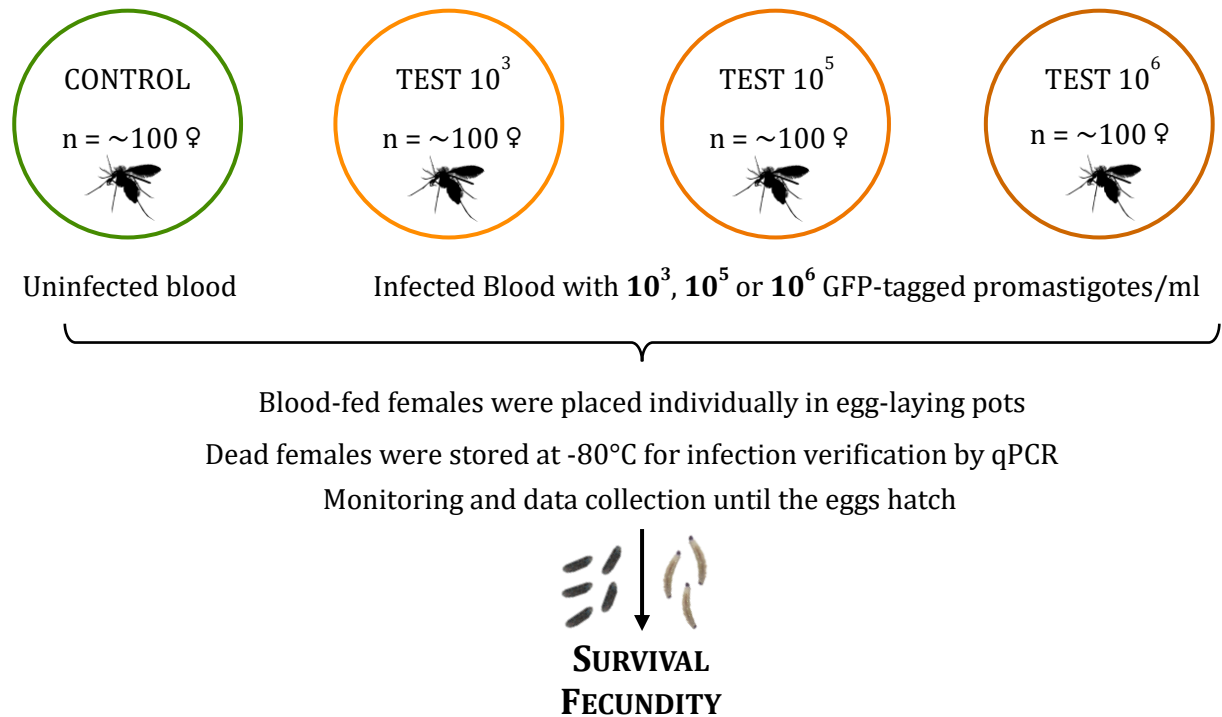 CONTROL
n = ~100 ♀
TEST 10³
n = ~100 ♀
TEST 10⁵
n = ~100 ♀
TEST 10⁶
n = ~100 ♀
Uninfected blood
Infected Blood with 10³, 10⁵ or 10⁶ GFP-tagged promastigotes/ml
Blood-fed females were placed individually in egg-laying pots
Dead females were stored at -80°C for infection verification by qPCR
Monitoring and data collection until the eggs hatch
SURVIVAL
FECUNDITY